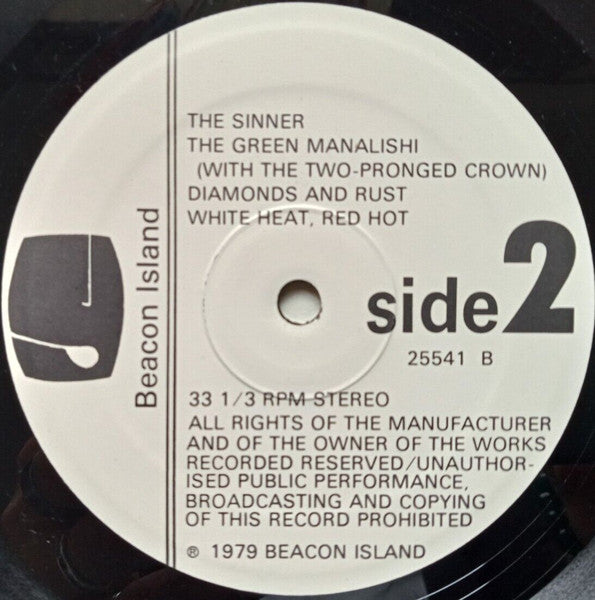 THE SINNER
THE GREEN MANALISHI
(WITH THE TWO-PRONGED CROWN)
DIAMONDS AND RUST
WHITE HEAT, RED HOT
Beacon Island
side 2
25541 B
33 1/3 RPM STEREO
ALL RIGHTS OF THE MANUFACTURER
AND OF THE OWNER OF THE WORKS
RECORDED RESERVED/UNAUTHOR-
ISED PUBLIC PERFORMANCE,
BROADCASTING AND COPYING
OF THIS RECORD PROHIBITED
℗ 1979 BEACON ISLAND